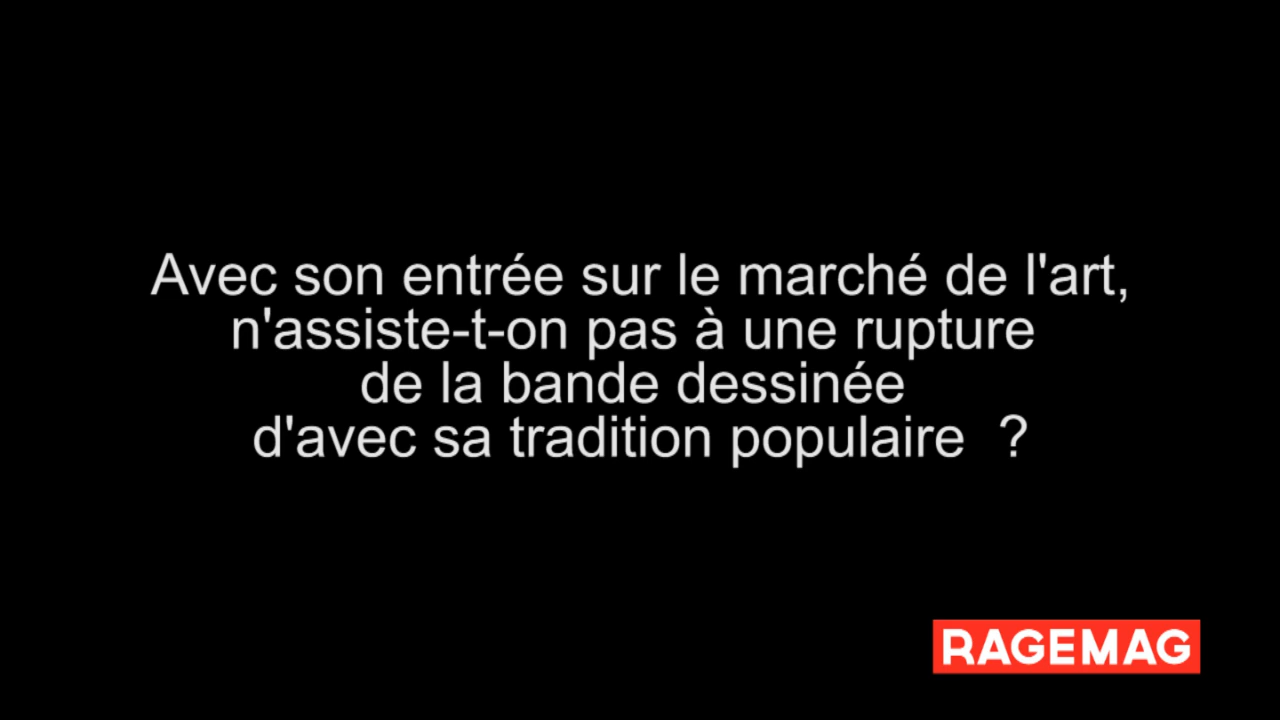 Avec son entrée sur le marché de l'art,
n'assiste-t-on pas à une rupture
de la bande dessinée
d'avec sa tradition populaire  ?
RAGEMAG